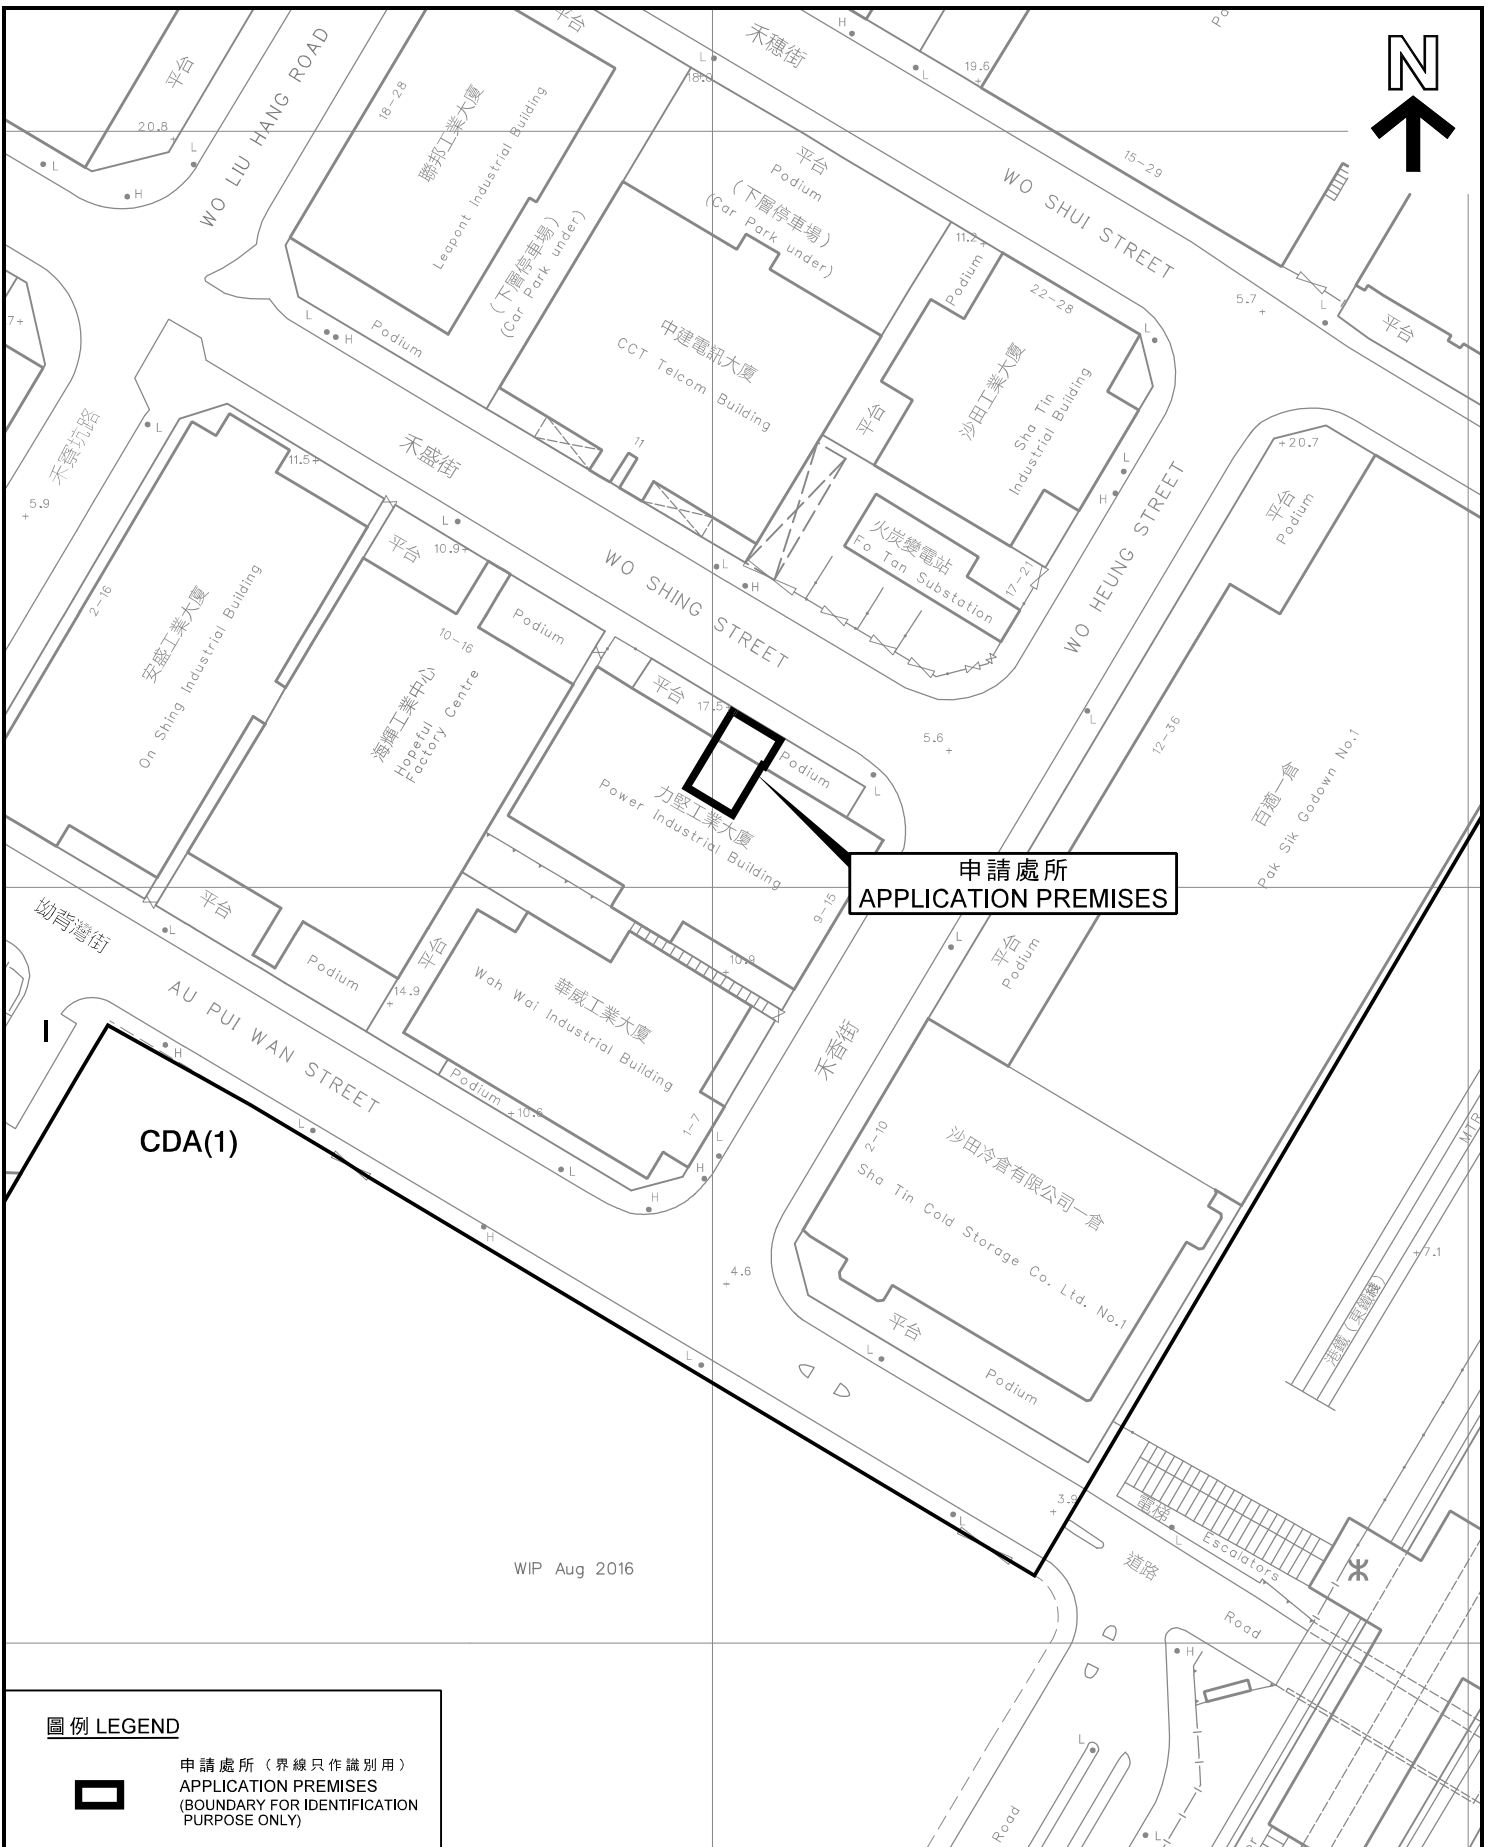 平台
禾穗街
N
L
H
Po
18.0
19.6
L
平台
20.8
WO LIU HANG ROAD
18-28
聯邦工業大廈
Leapont Industrial Building
平台
Podium
(下層停車場)
(Car Park under)
15-29
WO SHUI STREET
(下層停車場)
(Car Park under)
11.2
Podium
22-28
5.7
平台
Podium
中建電訊大廈
CCT Telcom Building
沙田工業大廈
Sha Tin
Industrial Building
平台
禾寮坑路
5.9
11.5
禾盛街
11
20.7
平台
Podium
2-16
安盛工業大廈
On Shing Industrial Building
平台
10.9
WO SHING STREET
火炭變電站
Fo Tan Substation
17-21
WO HEUNG STREET
10-16
海輝工業中心
Hopeful
Factory Centre
Podium
平台
17.5
Podium
5.6
12-36
百適一倉
Pak Sik Godown No.1
力堅工業大廈
Power Industrial Building
申請處所
APPLICATION PREMISES
9-15
坳背灣街
平台
Podium
平台
14.9
10.9
平台
Podium
AU PUI WAN STREET
I
華威工業大廈
Wah Wai Industrial Building
Podium
10.6
1-7
禾香街
CDA(1)
2-10
沙田冷倉有限公司一倉
Sha Tin Cold Storage Co. Ltd. No.1
MTR
7.1
港鐵(東鐵綫)
4.6
平台
Podium
3.9
電梯
Escalators
道路
Road
WIP Aug 2016
Road
圖例 LEGEND
申請處所(界線只作識別用)
APPLICATION PREMISES
(BOUNDARY FOR IDENTIFICATION
PURPOSE ONLY)